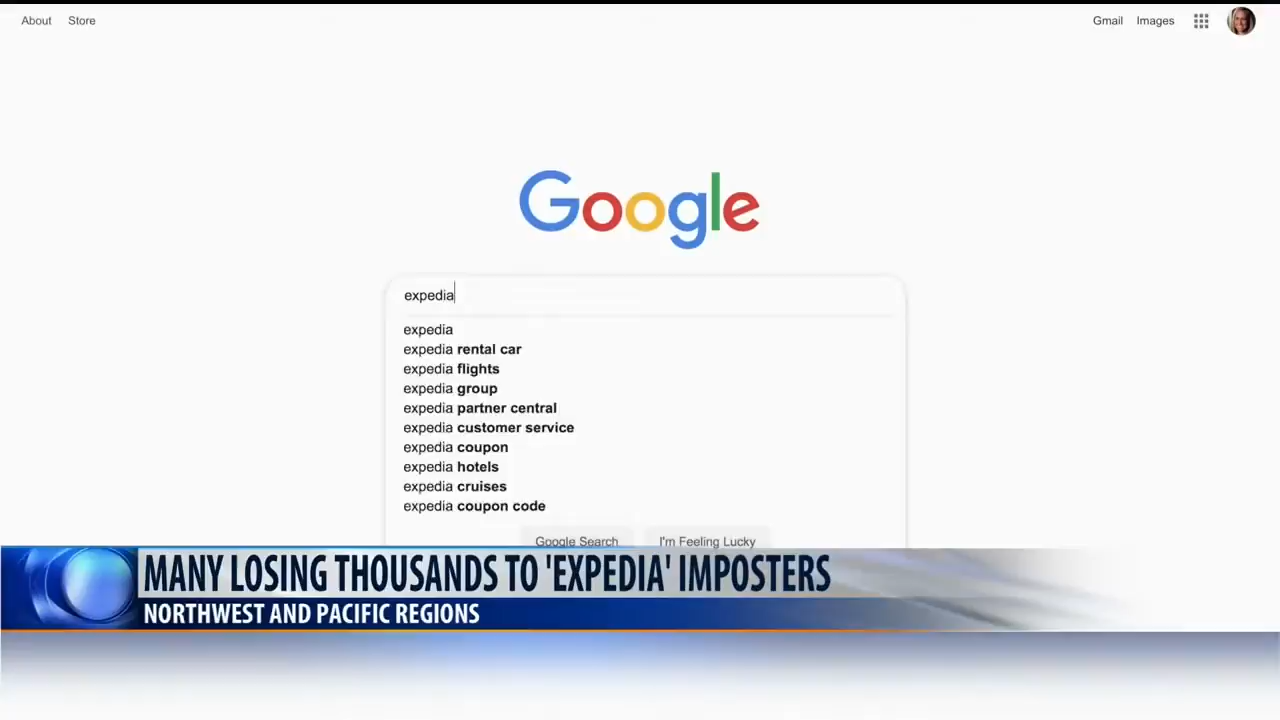 About Store Gmail Images
Google
expedia
expedia
expedia rental car
expedia flights
expedia group
expedia partner central
expedia customer service
expedia coupon
expedia hotels
expedia cruises
expedia coupon code
Google Search I'm Feeling Lucky
MANY LOSING THOUSANDS TO 'EXPEDIA' IMPOSTERS
NORTHWEST AND PACIFIC REGIONS